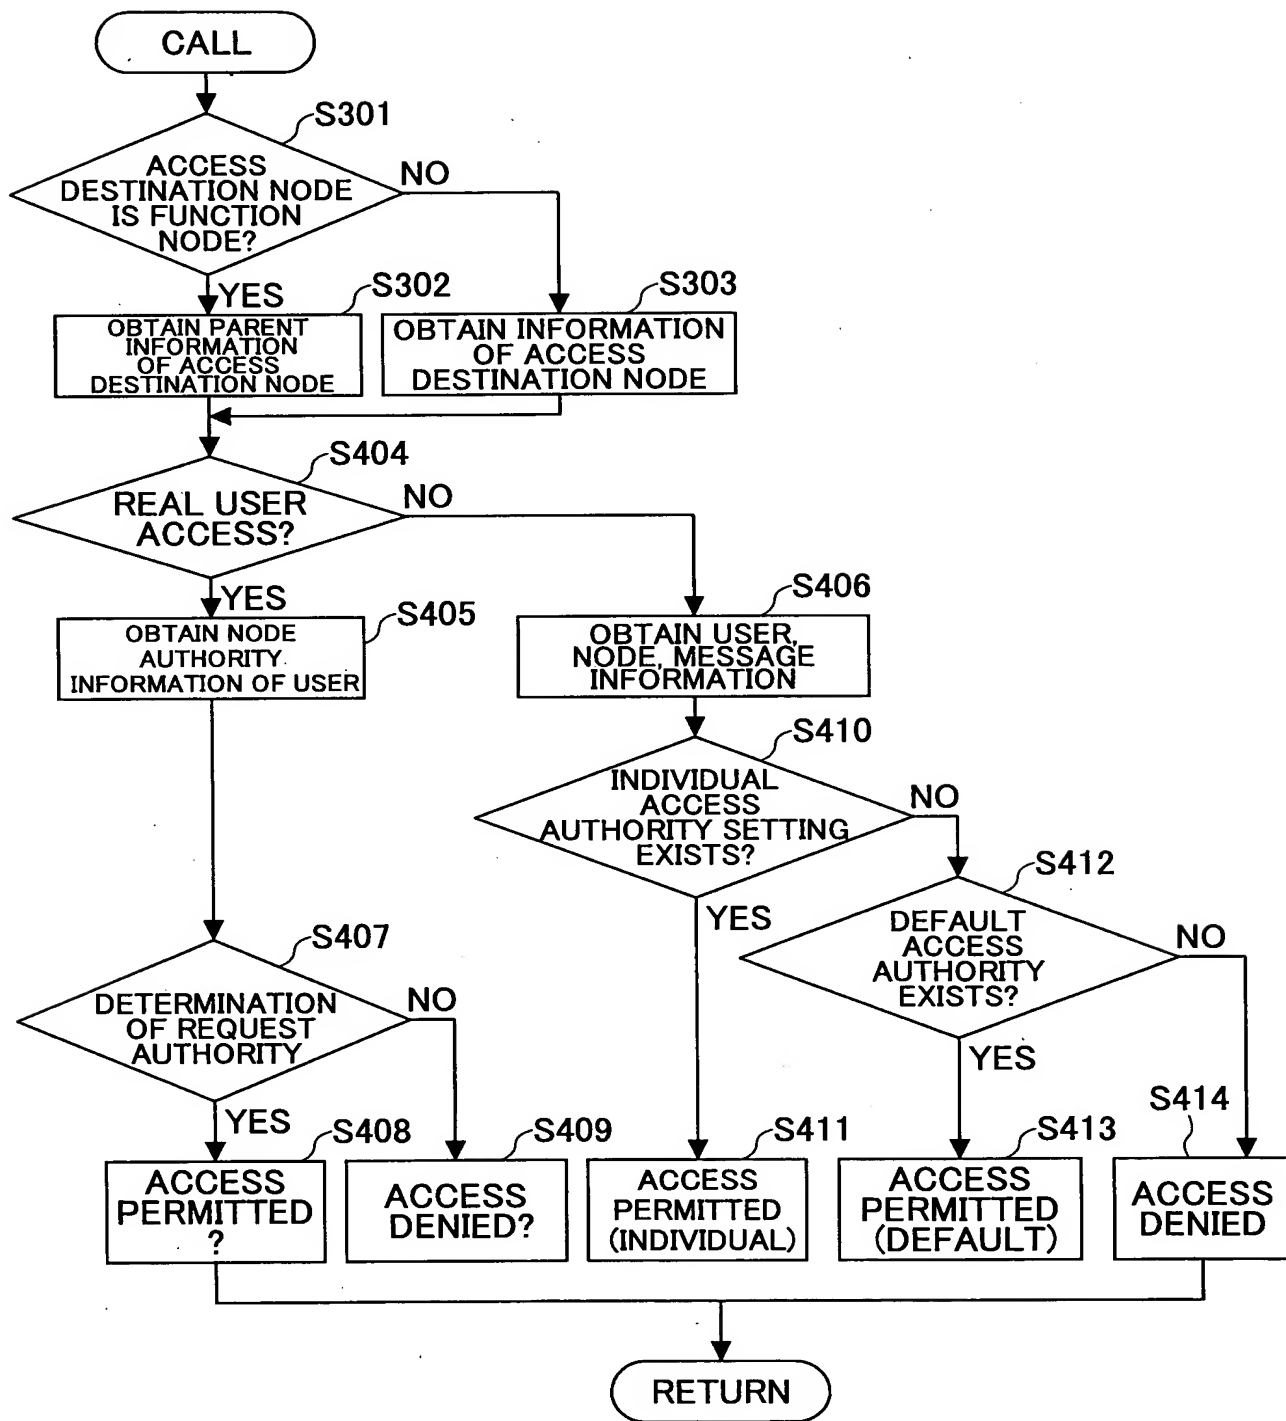 CALL
S301
ACCESS
DESTINATION NODE
IS FUNCTION
NODE?
NO
YES
S302
S303
OBTAIN PARENT
INFORMATION
OF ACCESS
DESTINATION NODE
OBTAIN INFORMATION
OF ACCESS
DESTINATION NODE
S404
REAL USER
ACCESS?
NO
YES
S405
OBTAIN NODE
AUTHORITY
INFORMATION OF USER
S406
OBTAIN USER,
NODE, MESSAGE
INFORMATION
S410
INDIVIDUAL
ACCESS
AUTHORITY SETTING
EXISTS?
NO
YES
S412
DEFAULT
ACCESS
AUTHORITY
EXISTS?
NO
YES
S407
DETERMINATION
OF REQUEST
AUTHORITY
NO
YES
S408
ACCESS
PERMITTED
?
S409
ACCESS
DENIED?
S411
ACCESS
PERMITTED
(INDIVIDUAL)
S413
ACCESS
PERMITTED
(DEFAULT)
S414
ACCESS
DENIED
RETURN